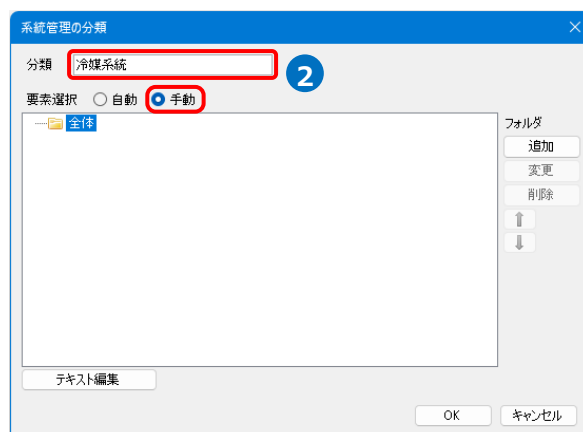 系統管理の分類
分類 冷媒系統
2
要素選択 自動 手動
全体
フォルダ
追加
変更
削除
テキスト編集
OK キャンセル